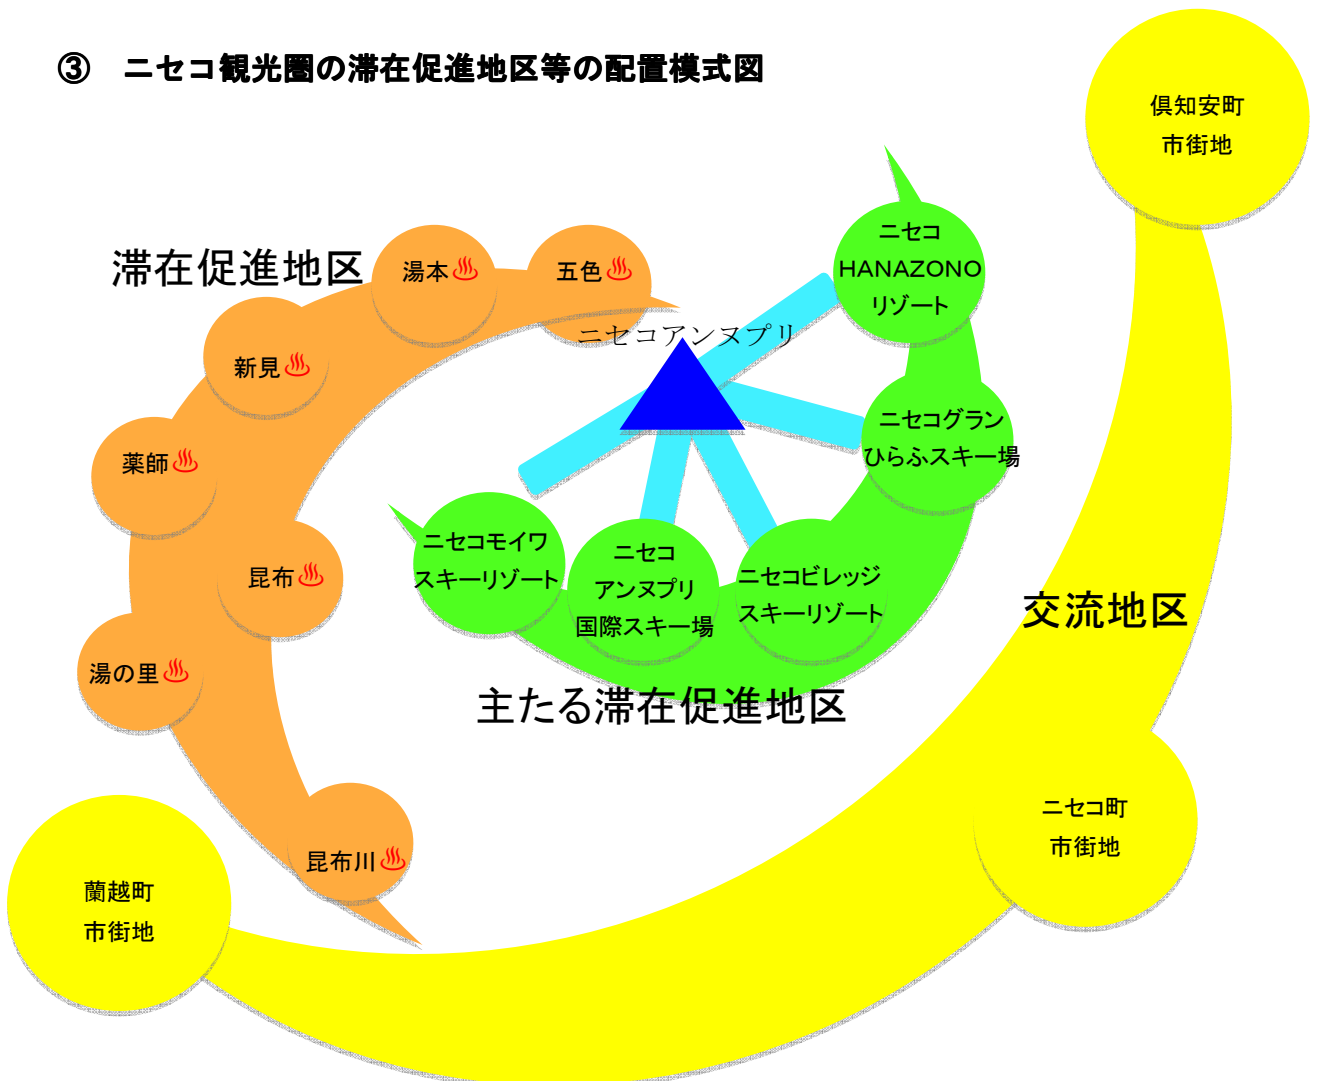 ③ ニセコ観光圏の滞在促進地区等の配置模式図
倶知安町
市街地
滞在促進地区
湯本♨
五色♨
ニセコ
HANAZONO
リゾート
ニセコアンヌプリ
新見♨
薬師♨
ニセコグラン
ひらふスキー場
昆布♨
ニセコモイワ
スキーリゾート
ニセコ
アンヌプリ
国際スキー場
ニセコビレッジ
スキーリゾート
交流地区
湯の里♨
主たる滞在促進地区
昆布川♨
ニセコ町
市街地
蘭越町
市街地